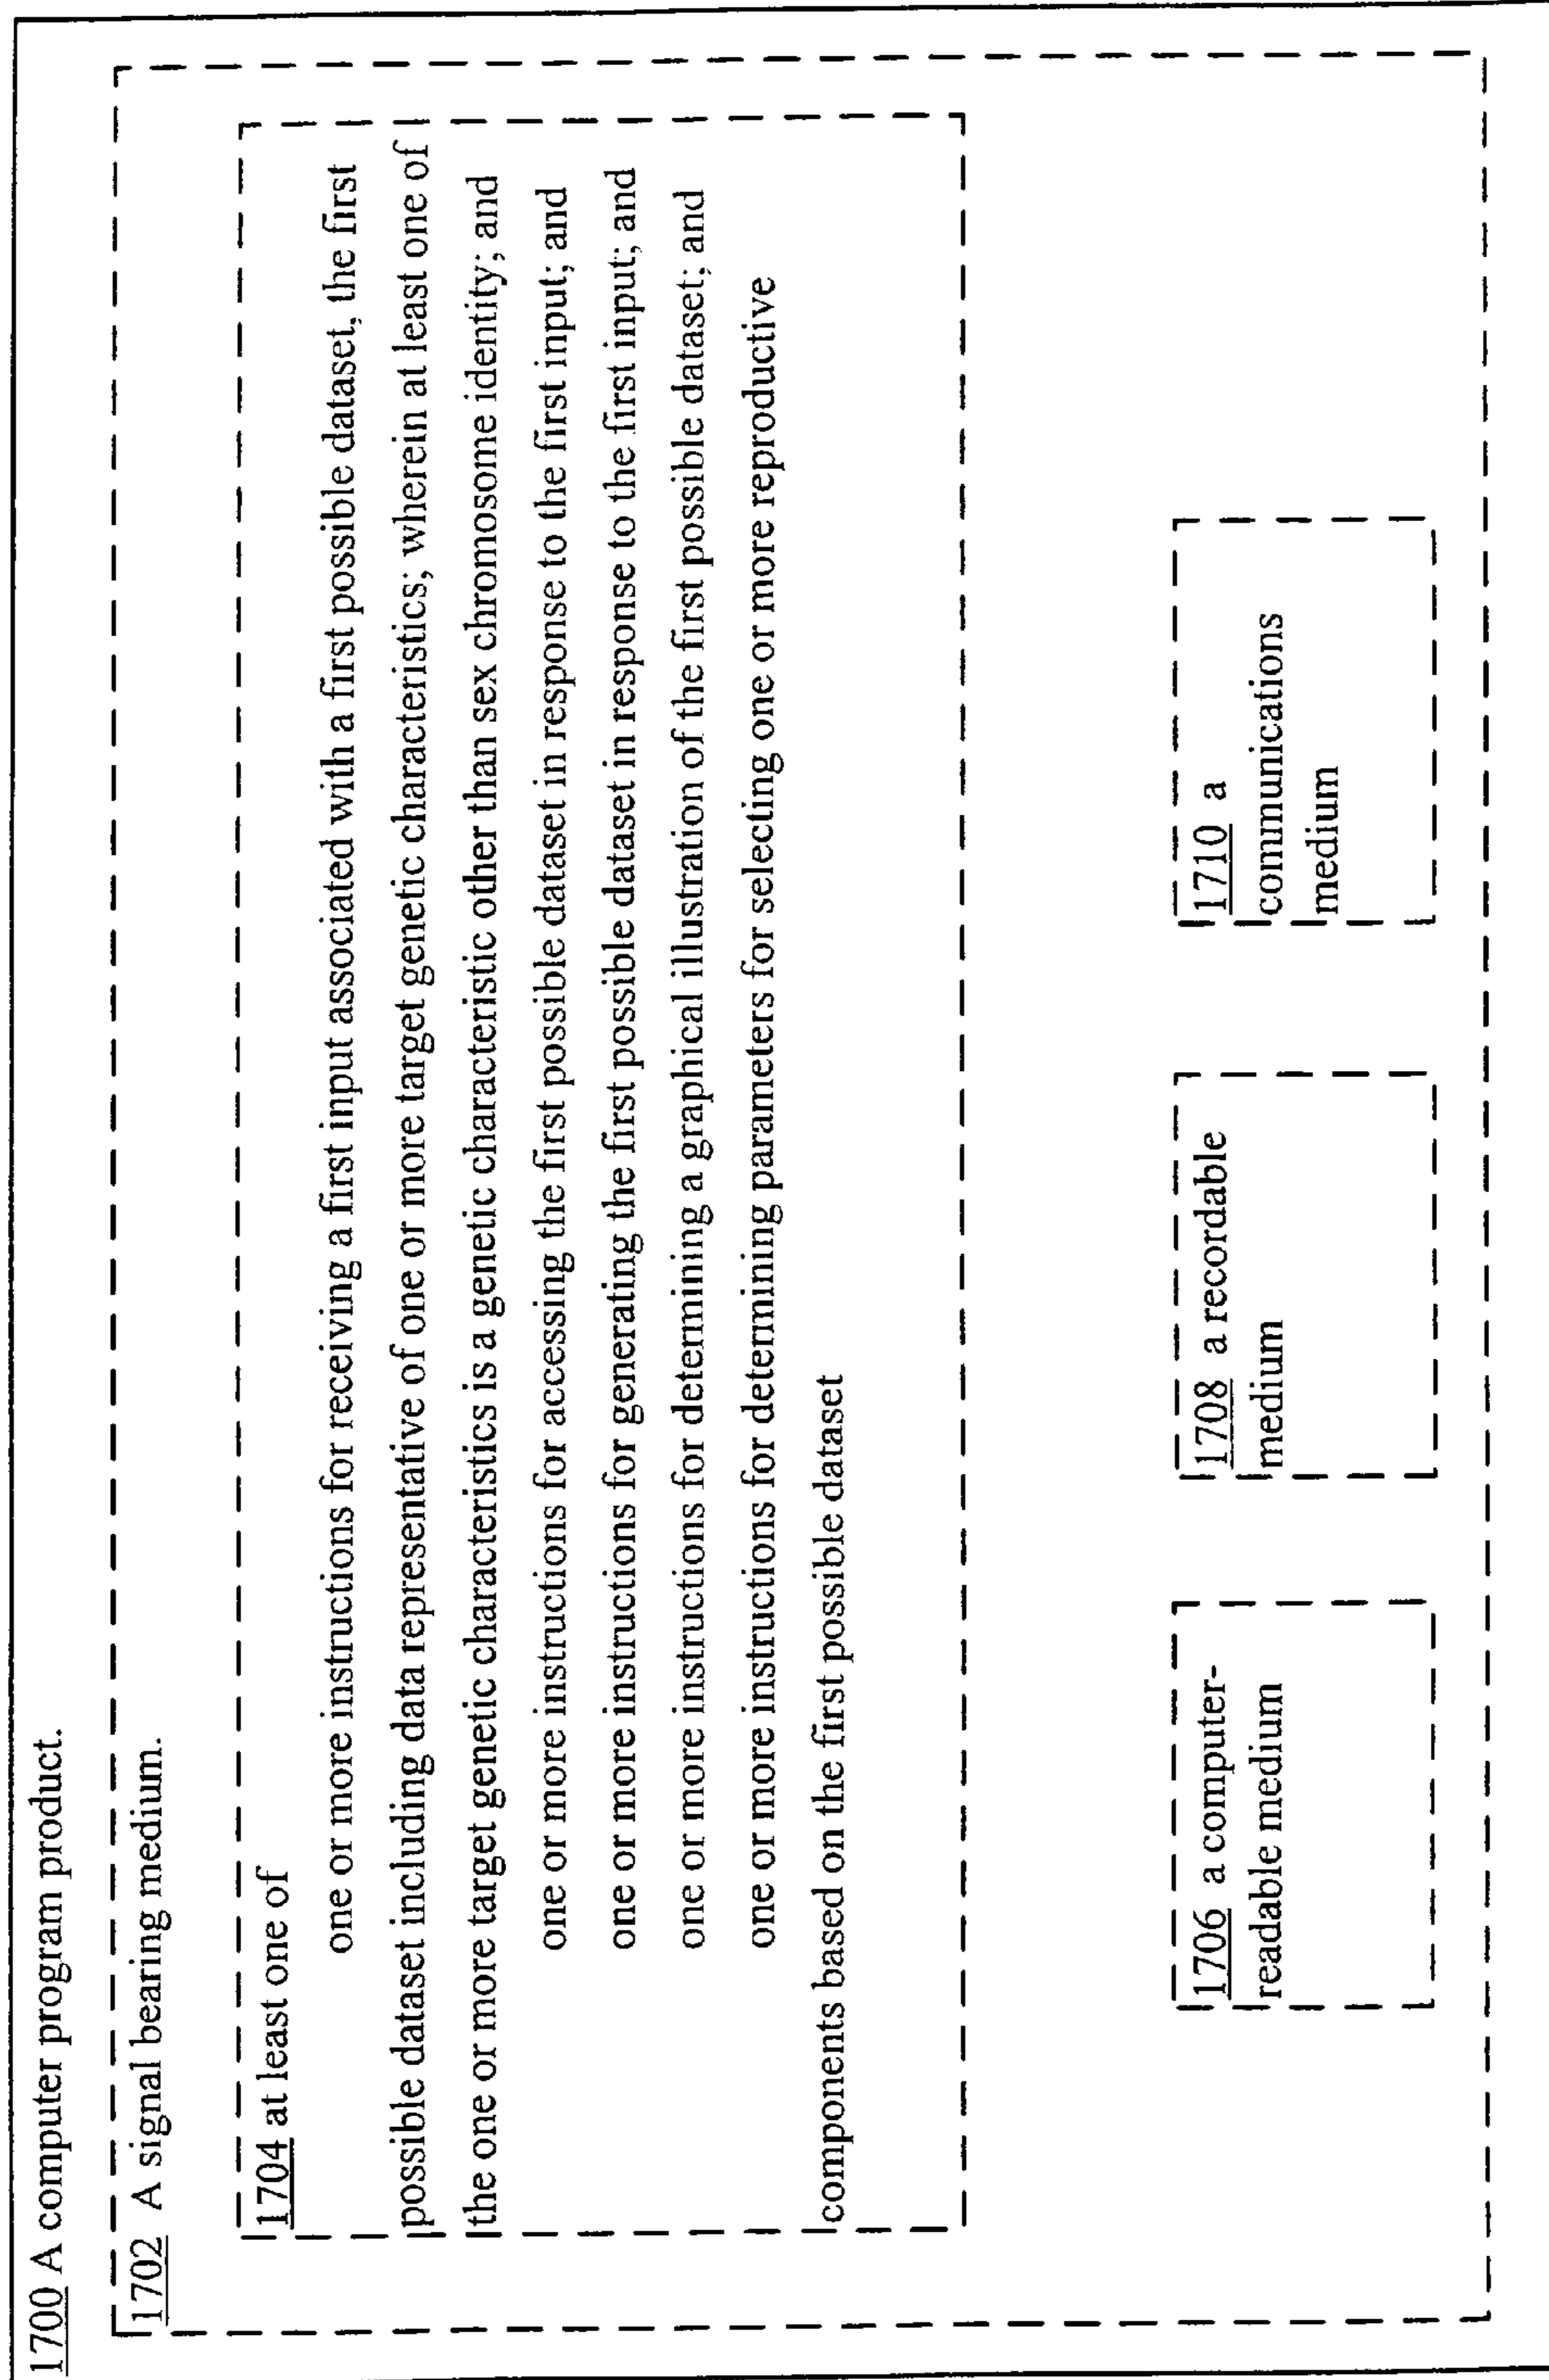 1700 A computer program product.
1702 A signal bearing medium.
1704 at least one of
one or more instructions for receiving a first input associated with a first possible dataset, the first
possible dataset including data representative of one or more target genetic characteristics; wherein at least one of
the one or more target genetic characteristics is a genetic characteristic other than sex chromosome identity; and
one or more instructions for accessing the first possible dataset in response to the first input; and
one or more instructions for generating the first possible dataset in response to the first input; and
one or more instructions for determining a graphical illustration of the first possible dataset; and
one or more instructions for determining parameters for selecting one or more reproductive
components based on the first possible dataset
1706 a computer-
readable medium
1708 a recordable
medium
1710 a
communications
medium